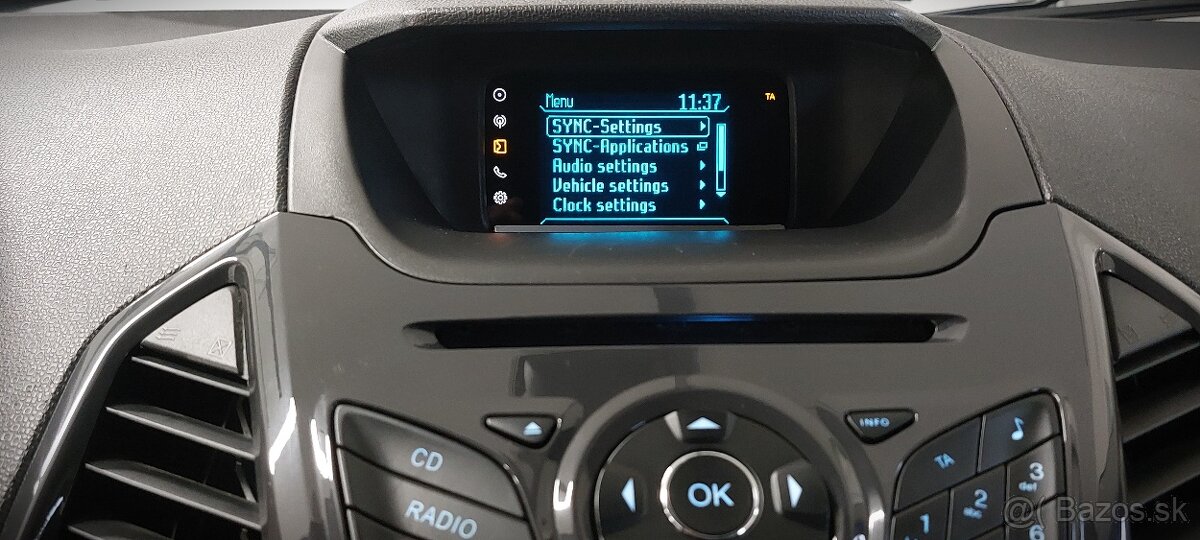 Menu 11:37 TA
SYNC-Settings
SYNC-Applications
Audio settings
Vehicle settings
Clock settings
INFO
CD
RADIO
OK
TA
3
def
2
abc
1
6
Bazos.sk